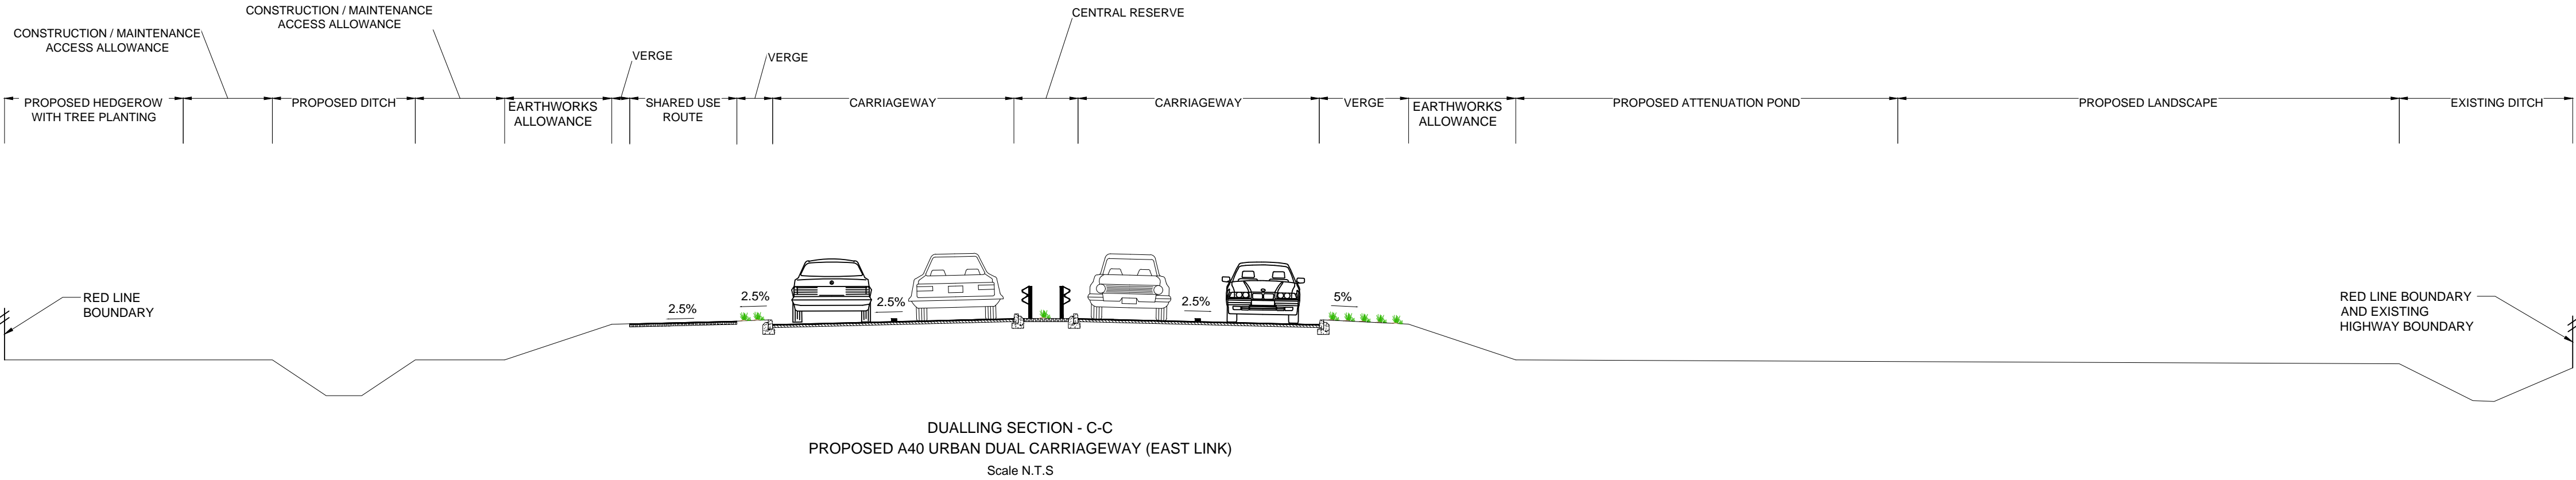 CONSTRUCTION / MAINTENANCE
ACCESS ALLOWANCE
CONSTRUCTION / MAINTENANCE
ACCESS ALLOWANCE
VERGE
VERGE
CENTRAL RESERVE
PROPOSED HEDGEROW
WITH TREE PLANTING
PROPOSED DITCH
EARTHWORKS
ALLOWANCE
SHARED USE
ROUTE
CARRIAGEWAY
CARRIAGEWAY
VERGE
EARTHWORKS
ALLOWANCE
PROPOSED ATTENUATION POND
PROPOSED LANDSCAPE
EXISTING DITCH
RED LINE
BOUNDARY
2.5%
2.5%
2.5%
2.5%
5%
RED LINE BOUNDARY
AND EXISTING
HIGHWAY BOUNDARY
DUALLING SECTION - C-C
PROPOSED A40 URBAN DUAL CARRIAGEWAY (EAST LINK)
Scale N.T.S